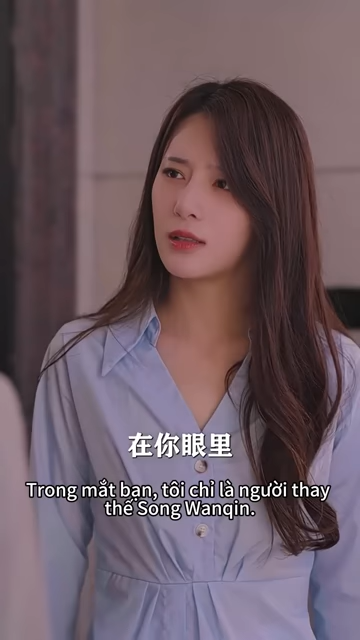 在你眼里
Trong mắt bạn, tôi chỉ là người thay
thế Song Wanqin.